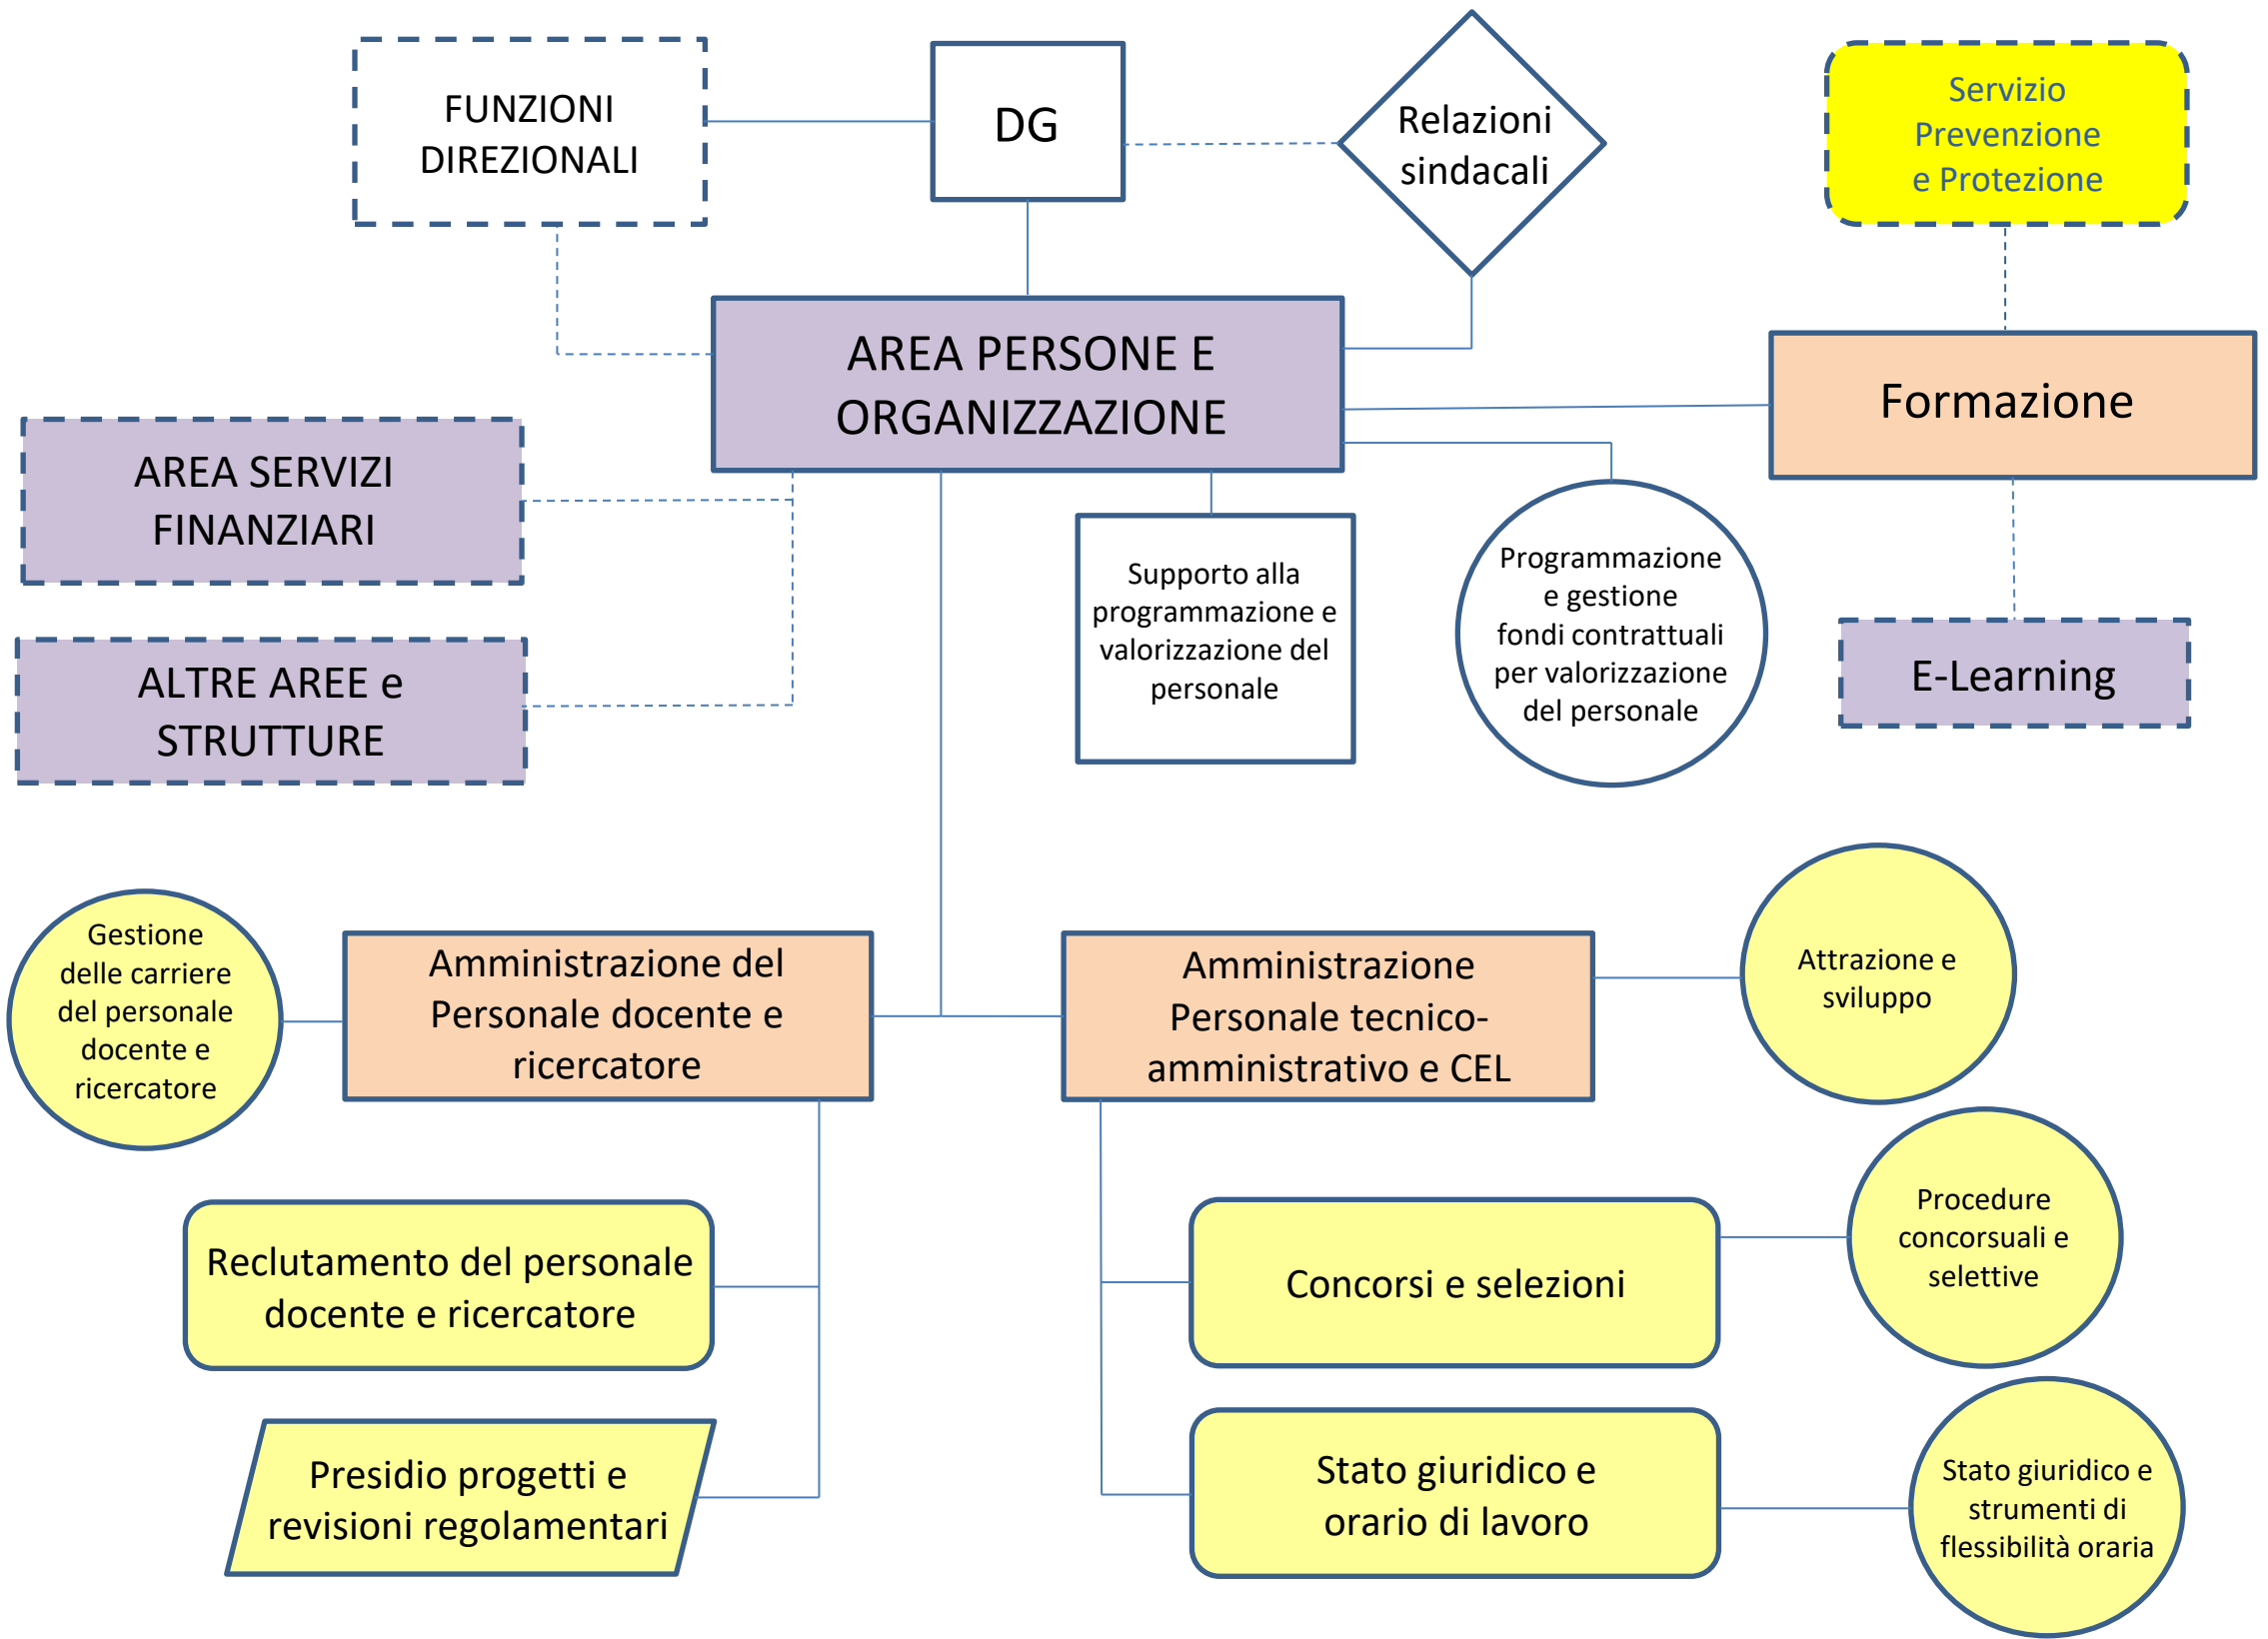 FUNZIONI
DIREZIONALI
DG
Relazioni
sindacali
Servizio
Prevenzione
e Protezione
AREA PERSONE E
ORGANIZZAZIONE
Formazione
AREA SERVIZI
FINANZIARI
ALTRE AREE e
STRUTTURE
Supporto alla
programmazione e
valorizzazione del
personale
Programmazione
e gestione
fondi contrattuali
per valorizzazione
del personale
E-Learning
Gestione
delle carriere
del personale
docente e
ricercatore
Amministrazione del
Personale docente e
ricercatore
Amministrazione
Personale tecnico-
amministrativo e CEL
Attrazione e
sviluppo
Reclutamento del personale
docente e ricercatore
Concorsi e selezioni
Procedure
concorsuali e
selettive
Presidio progetti e
revisioni regolamentari
Stato giuridico e
orario di lavoro
Stato giuridico e
strumenti di
flessibilità oraria